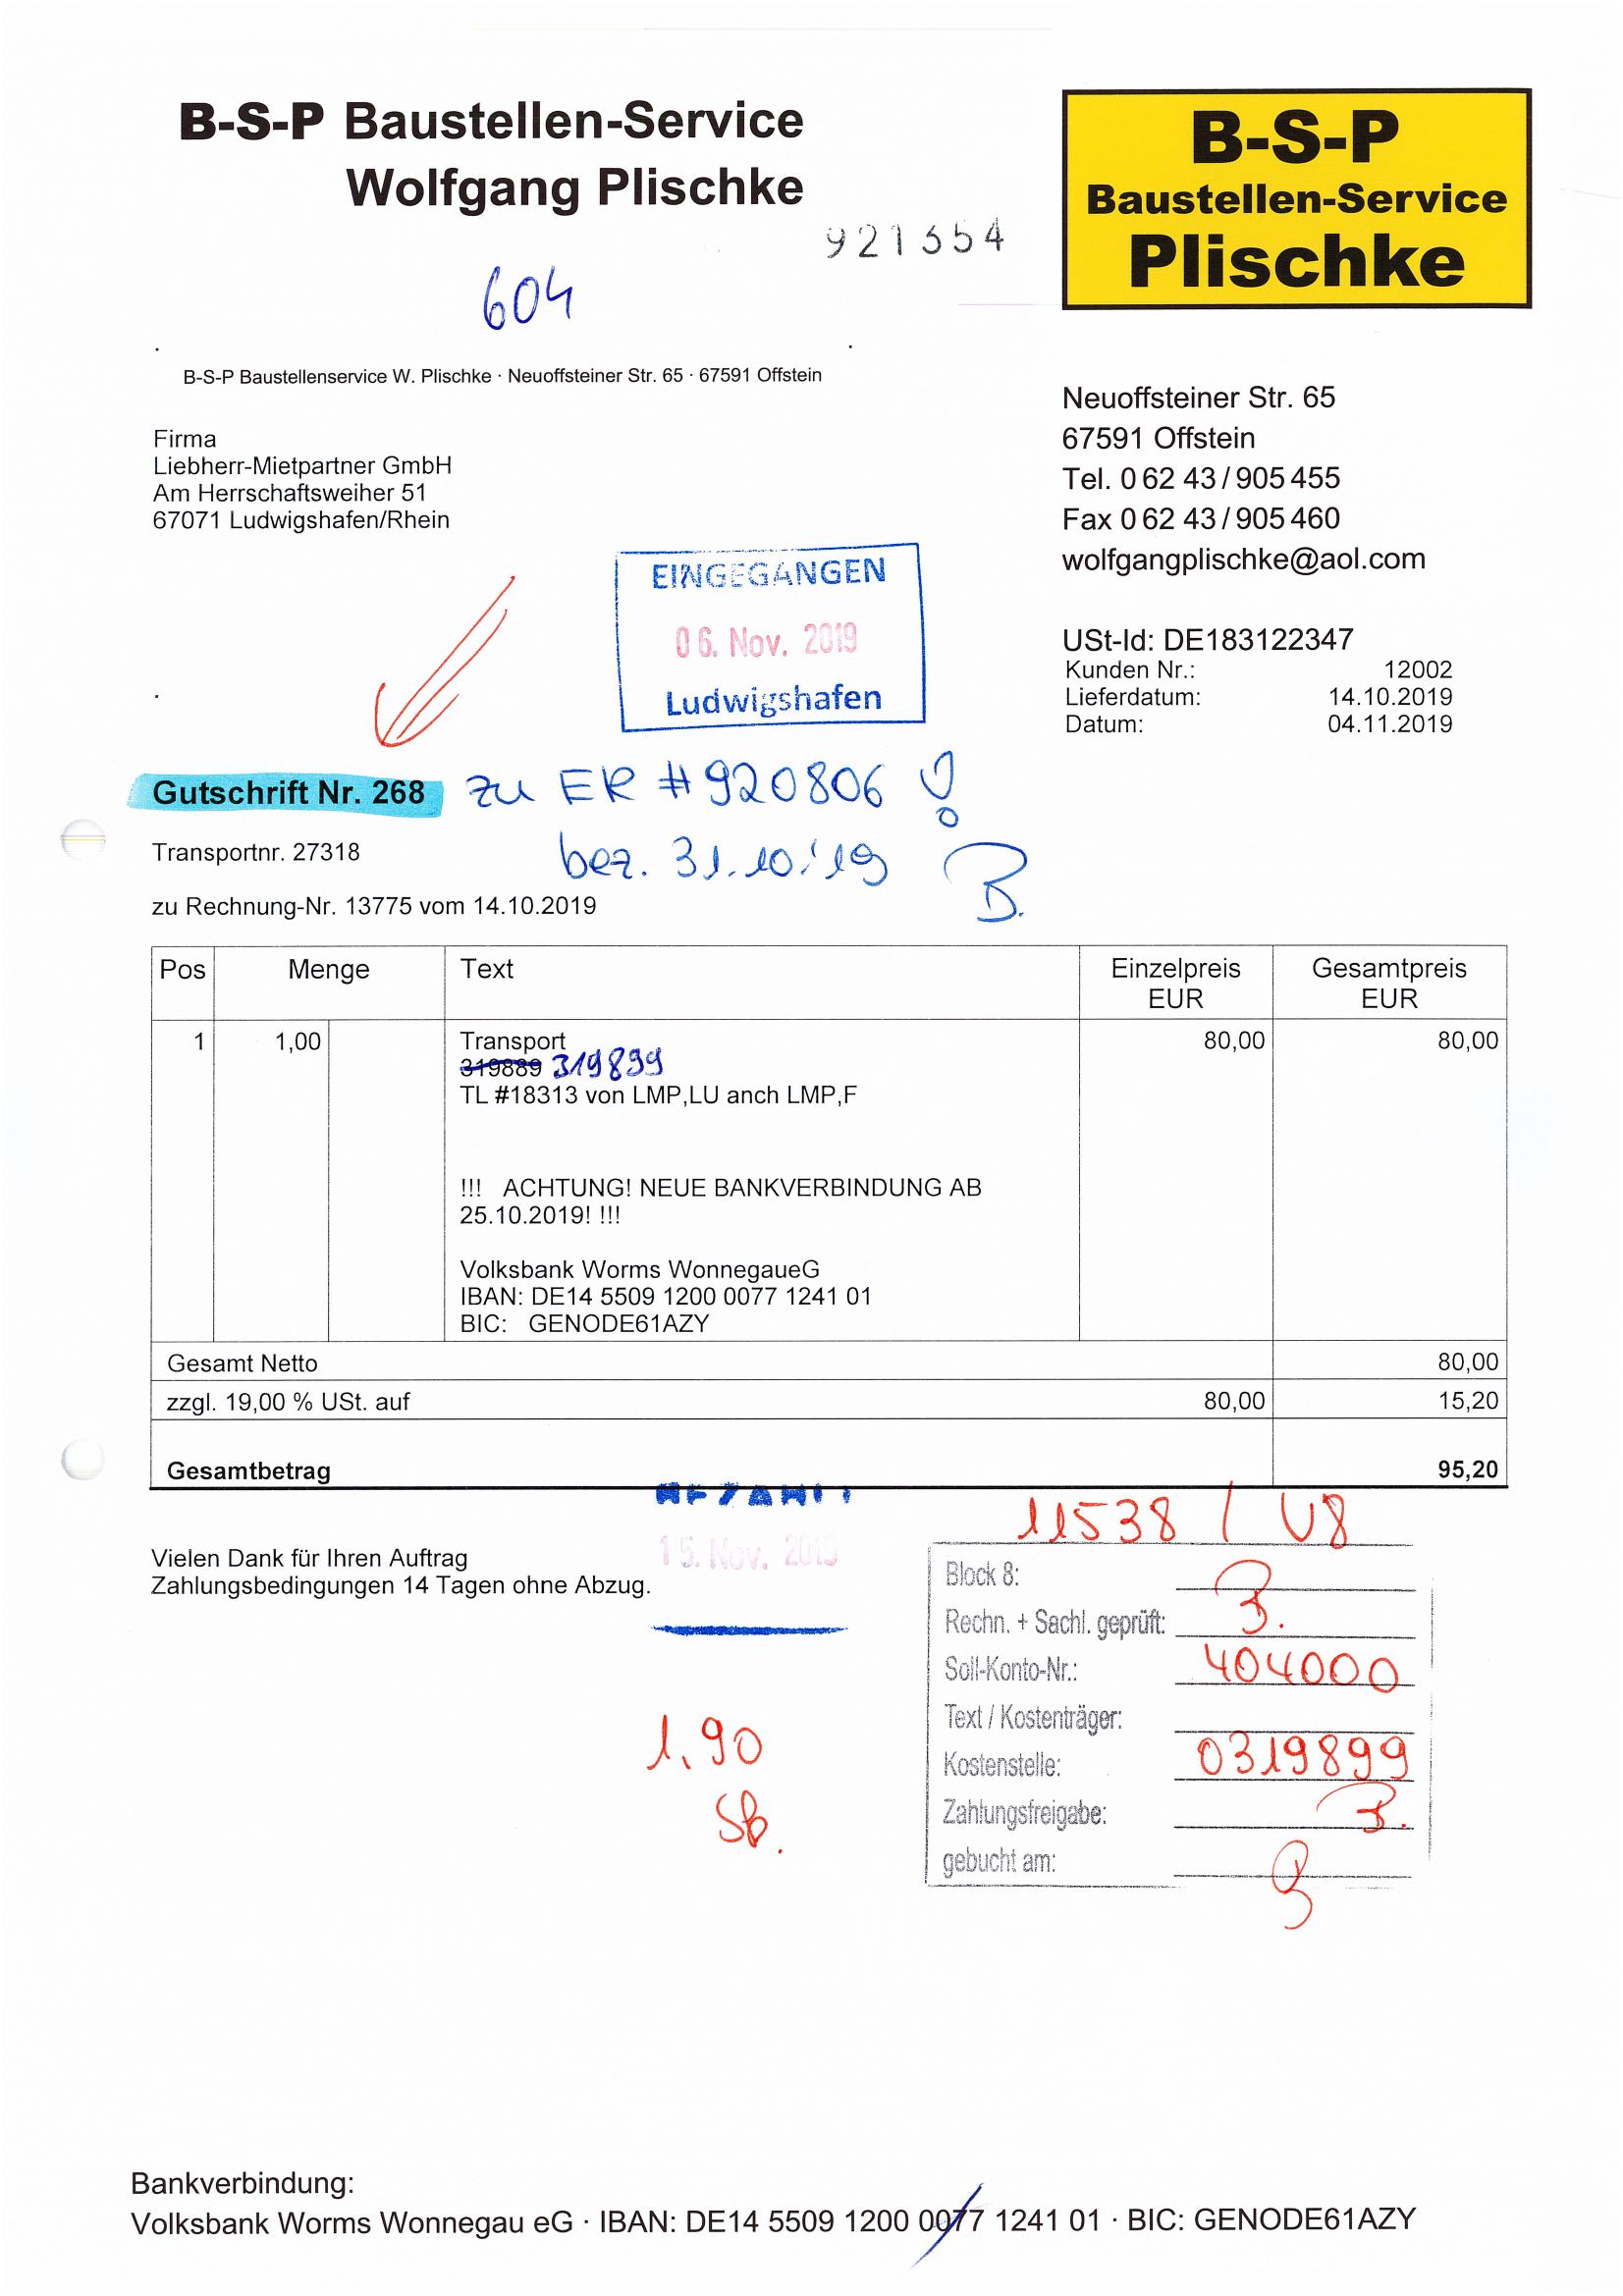 B-S-P Baustellen-Service
Wolfgang Plischke
B-S-P
Baustellen-Service
Plischke
921354
604
B-S-P Baustellenservice W. Plischke · Neuoffsteiner Str. 65 · 67591 Offstein
Neuoffsteiner Str. 65
67591 Offstein
Tel. 0 62 43 / 905 455
Fax 0 62 43 / 905 460
wolfgangplischke@aol.com
Firma
Liebherr-Mietpartner GmbH
Am Herrschaftsweiher 51
67071 Ludwigshafen/Rhein
EINGEGANGEN
06. Nov. 2019
Ludwigshafen
USt-Id: DE183122347
Kunden Nr.: 12002
Lieferdatum: 14.10.2019
Datum: 04.11.2019
Gutschrift Nr. 268 zu ER #920806 !
Transportnr. 27318 bez. 31.10.'19 B.
zu Rechnung-Nr. 13775 vom 14.10.2019
Pos Menge Text Einzelpreis Gesamtpreis
EUR EUR
1 1,00 Transport 80,00 80,00
319889 319899
TL #18313 von LMP,LU anch LMP,F
!!! ACHTUNG! NEUE BANKVERBINDUNG AB
25.10.2019! !!!
Volksbank Worms WonnegaueG
IBAN: DE14 5509 1200 0077 1241 01
BIC: GENODE61AZY
Gesamt Netto 80,00
zzgl. 19,00 % USt. auf 80,00 15,20
Gesamtbetrag 95,20
BEZAHLT
15. Nov. 2019
11538 / U8
Vielen Dank für Ihren Auftrag
Zahlungsbedingungen 14 Tagen ohne Abzug.
Block 8:
Rechn. + Sachl. geprüft: B.
Soll-Konto-Nr.: 404000
Text / Kostenträger:
Kostenstelle: 0319899
Zahlungsfreigabe: B.
gebucht am:
1,90
Sb.
Bankverbindung:
Volksbank Worms Wonnegau eG · IBAN: DE14 5509 1200 0077 1241 01 · BIC: GENODE61AZY